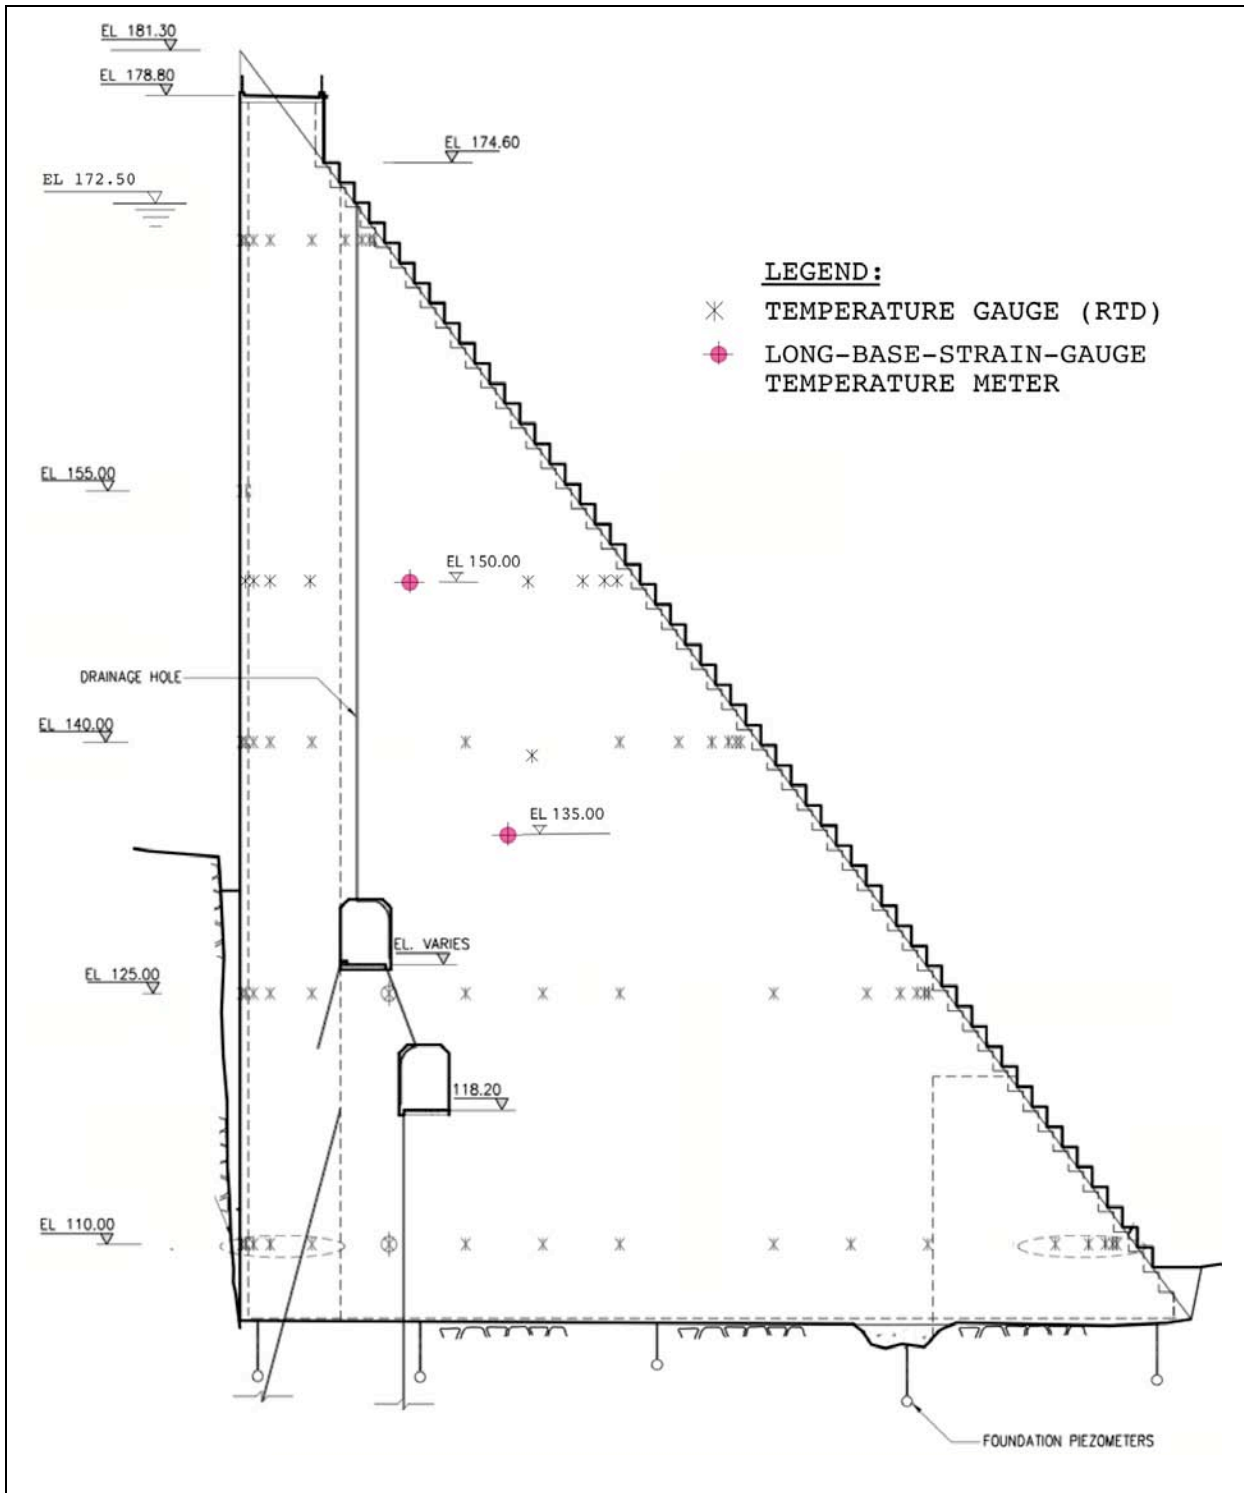 EL 181.30
EL 178.80
EL 174.60
EL 172.50
LEGEND:
TEMPERATURE GAUGE (RTD)
LONG-BASE-STRAIN-GAUGE
TEMPERATURE METER
EL 155.00
EL 150.00
DRAINAGE HOLE
EL 140.00
EL 135.00
EL. VARIES
EL 125.00
118.20
EL 110.00
FOUNDATION PIEZOMETERS